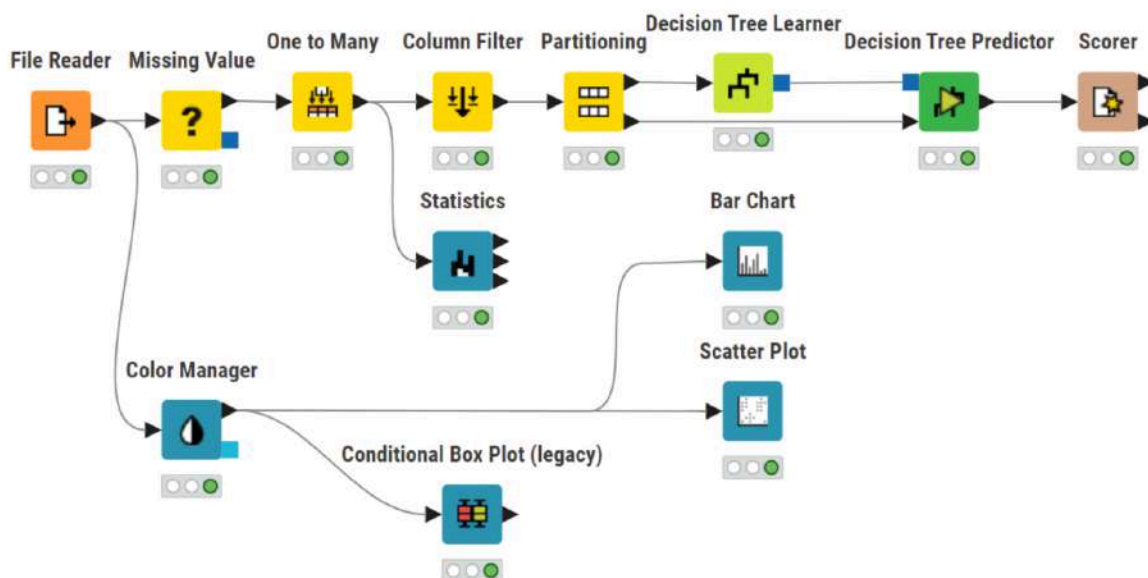 File Reader
Missing Value
One to Many
Column Filter
Partitioning
Decision Tree Learner
Decision Tree Predictor
Scorer
?
Statistics
Bar Chart
Color Manager
Scatter Plot
Conditional Box Plot (legacy)